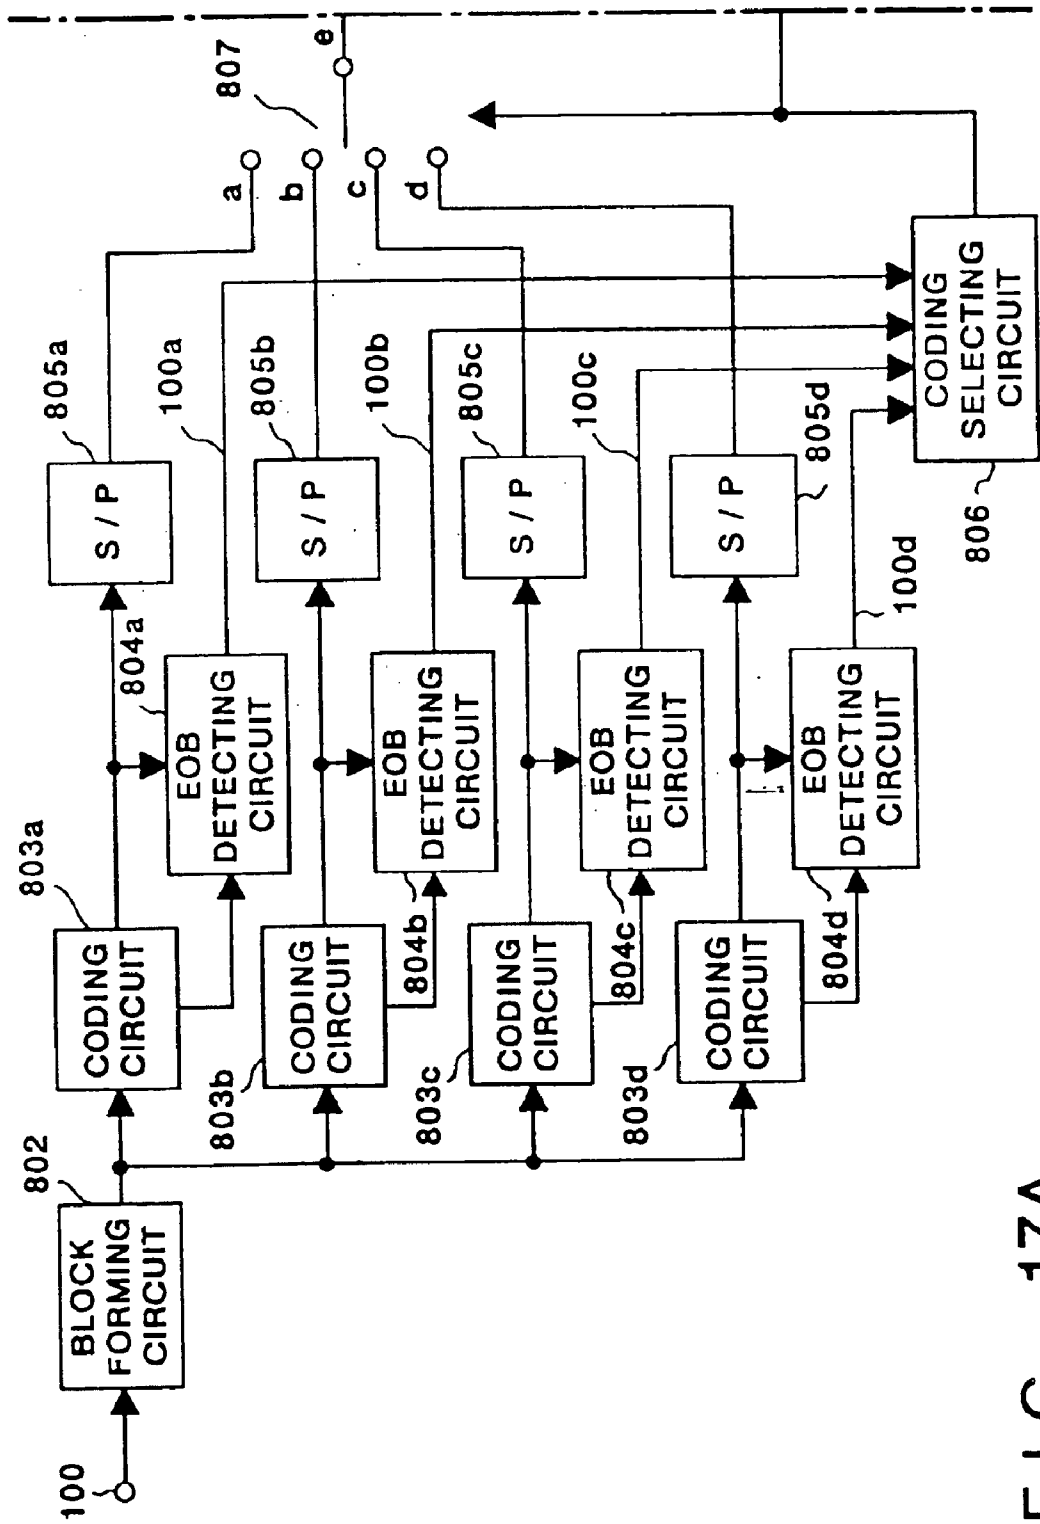 100
BLOCK
FORMING
CIRCUIT
802
803a
CODING
CIRCUIT
804a
EOB
DETECTING
CIRCUIT
805a
S / P
100a
803b
CODING
CIRCUIT
804b
EOB
DETECTING
CIRCUIT
805b
S / P
100b
803c
CODING
CIRCUIT
804c
EOB
DETECTING
CIRCUIT
805c
S / P
100c
803d
CODING
CIRCUIT
804d
EOB
DETECTING
CIRCUIT
805d
S / P
100d
806
CODING
SELECTING
CIRCUIT
a
b
c
d
807
e
FIG. 17A